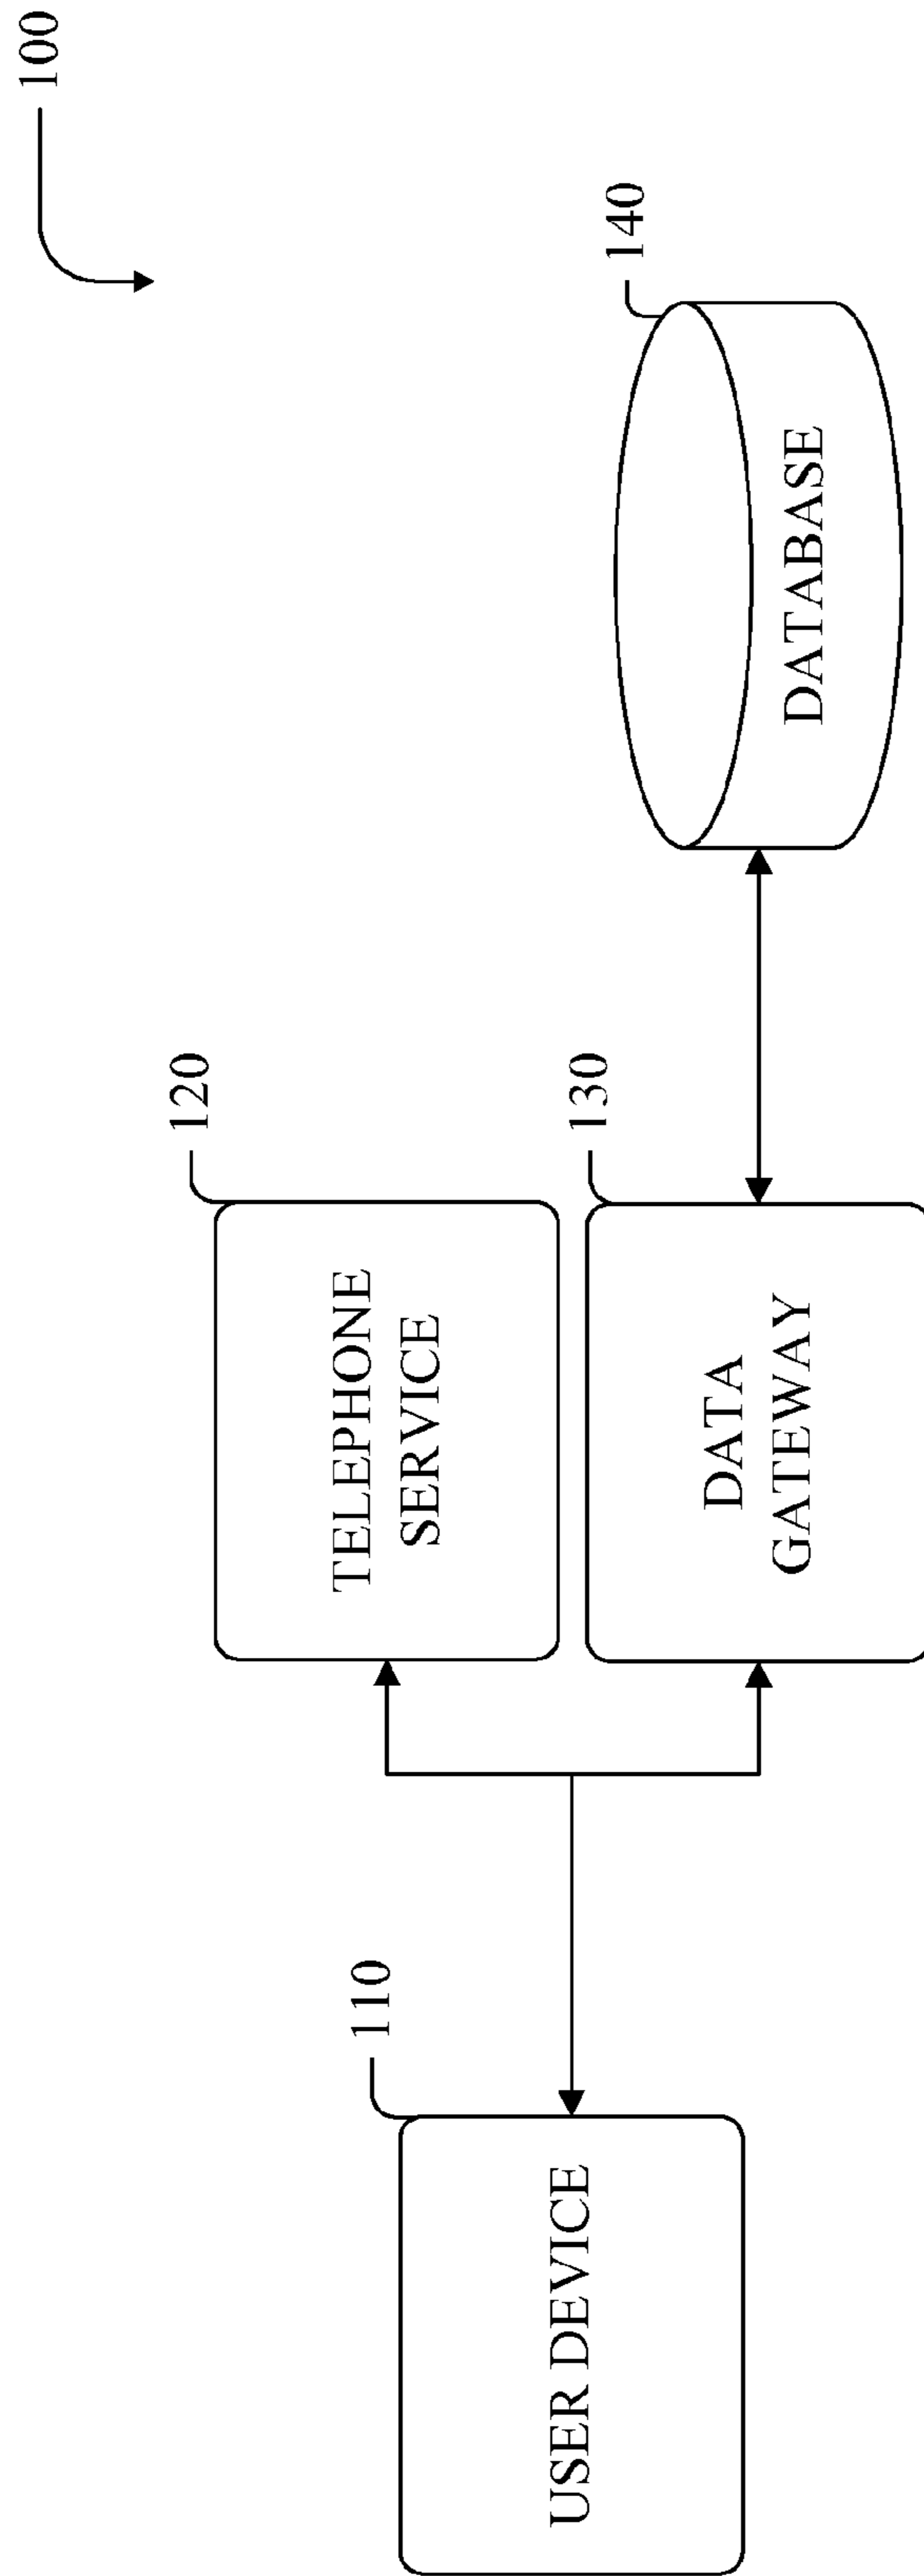 100
120
TELEPHONE
SERVICE
110
USER DEVICE
130
DATA
GATEWAY
140
DATABASE